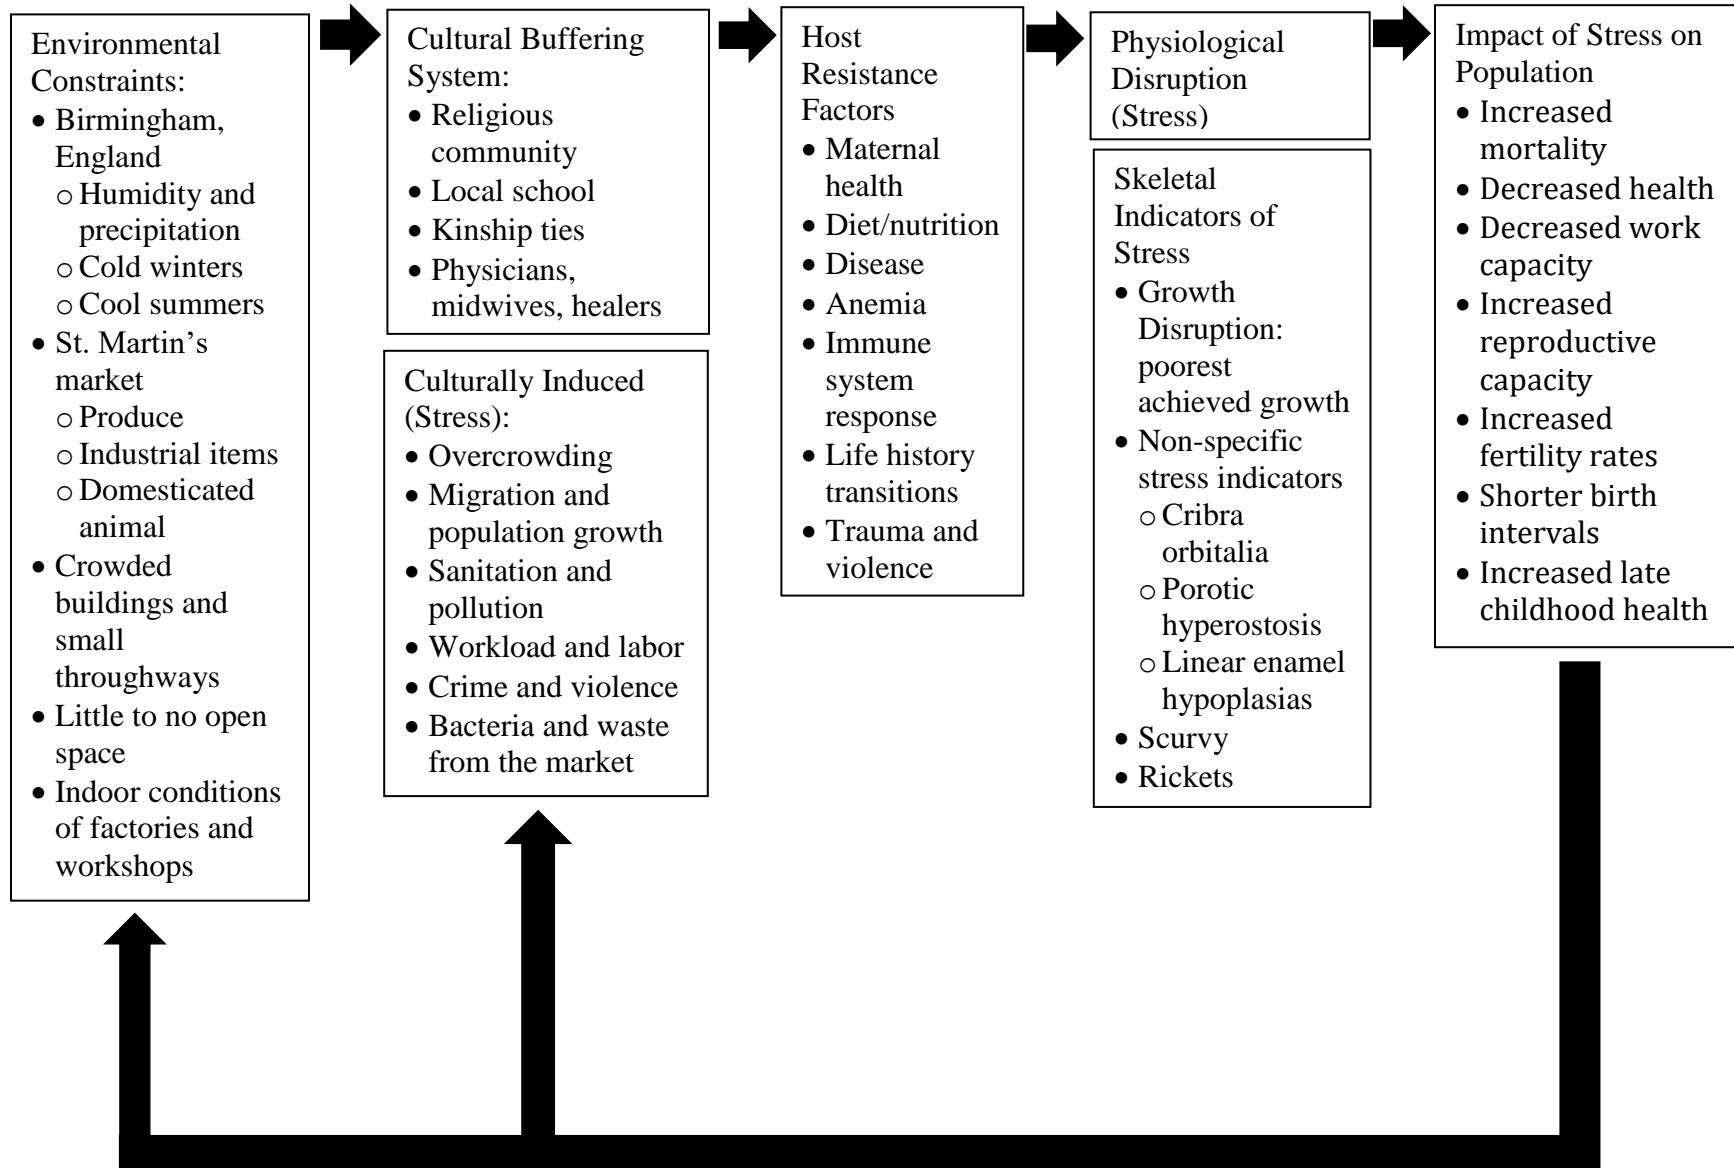 Environmental
Constraints:
• Birmingham,
England
o Humidity and
precipitation
o Cold winters
o Cool summers
• St. Martin’s
market
o Produce
o Industrial items
o Domesticated
animal
• Crowded
buildings and
small
throughways
• Little to no open
space
• Indoor conditions
of factories and
workshops
Cultural Buffering
System:
• Religious
community
• Local school
• Kinship ties
• Physicians,
midwives, healers
Culturally Induced
(Stress):
• Overcrowding
• Migration and
population growth
• Sanitation and
pollution
• Workload and labor
• Crime and violence
• Bacteria and waste
from the market
Host
Resistance
Factors
• Maternal
health
• Diet/nutrition
• Disease
• Anemia
• Immune
system
response
• Life history
transitions
• Trauma and
violence
Physiological
Disruption
(Stress)
Skeletal
Indicators of
Stress
• Growth
Disruption:
poorest
achieved growth
• Non-specific
stress indicators
o Cribra
orbitalia
o Porotic
hyperostosis
o Linear enamel
hypoplasias
• Scurvy
• Rickets
Impact of Stress on
Population
• Increased
mortality
• Decreased health
• Decreased work
capacity
• Increased
reproductive
capacity
• Increased
fertility rates
• Shorter birth
intervals
• Increased late
childhood health